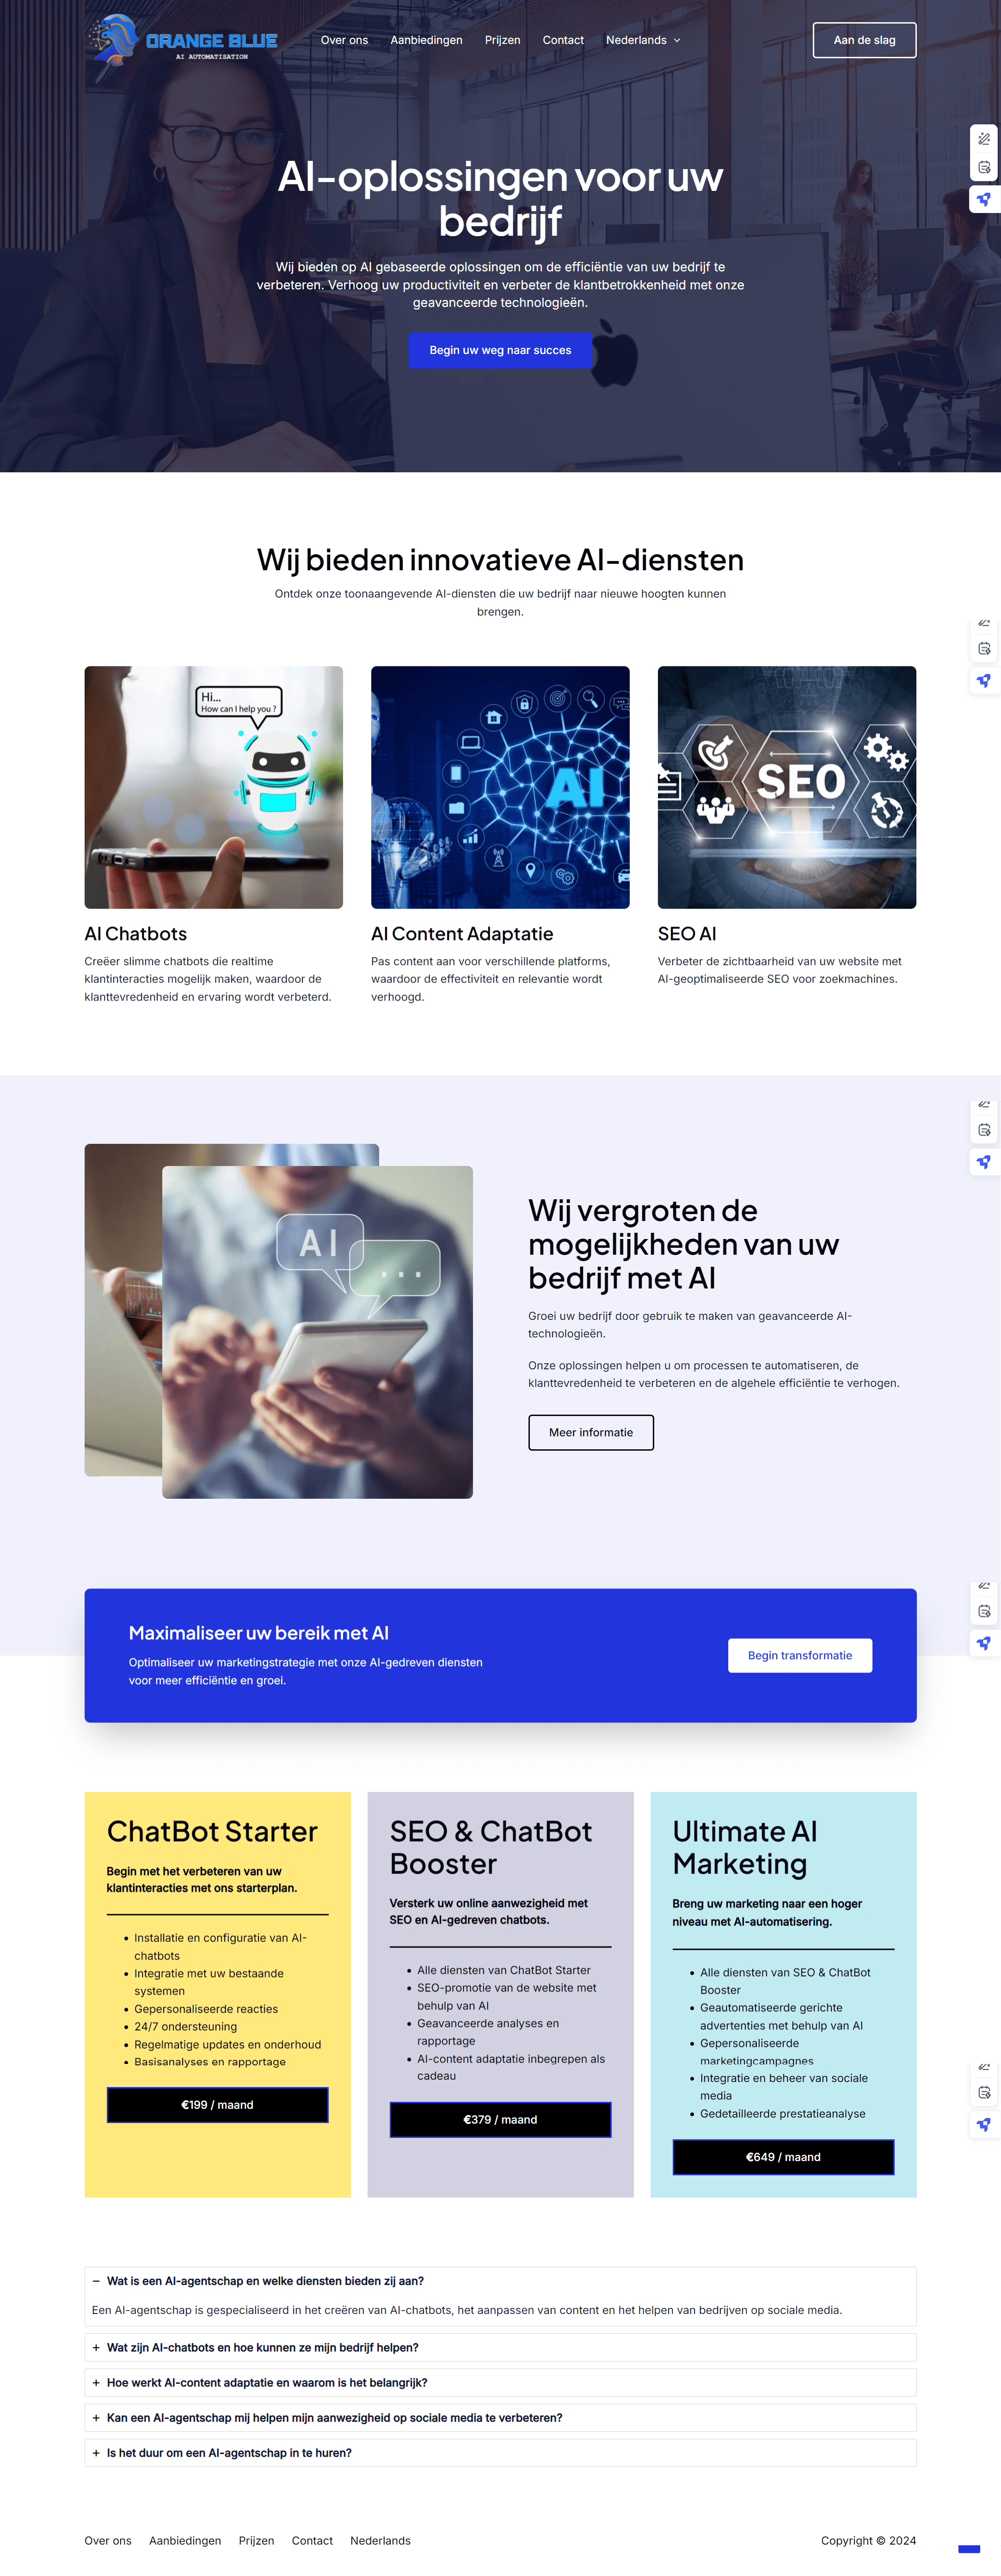 ORANGE BLUE
AI AUTOMATISATION
Over ons
Aanbiedingen
Prijzen
Contact
Nederlands
Aan de slag
AI-oplossingen voor uw
bedrijf
Wij bieden op AI gebaseerde oplossingen om de efficiëntie van uw bedrijf te
verbeteren. Verhoog uw productiviteit en verbeter de klantbetrokkenheid met onze
geavanceerde technologieën.
Begin uw weg naar succes
Wij bieden innovatieve AI-diensten
Ontdek onze toonaangevende AI-diensten die uw bedrijf naar nieuwe hoogten kunnen
brengen.
Hi...
How can I help you ?
AI
SEO
AI Chatbots
Creëer slimme chatbots die realtime
klantinteracties mogelijk maken, waardoor de
klanttevredenheid en ervaring wordt verbeterd.
AI Content Adaptatie
Pas content aan voor verschillende platforms,
waardoor de effectiviteit en relevantie wordt
verhoogd.
SEO AI
Verbeter de zichtbaarheid van uw website met
AI-geoptimaliseerde SEO voor zoekmachines.
AI
...
Wij vergroten de
mogelijkheden van uw
bedrijf met AI
Groei uw bedrijf door gebruik te maken van geavanceerde AI-
technologieën.
Onze oplossingen helpen u om processen te automatiseren, de
klanttevredenheid te verbeteren en de algehele efficiëntie te verhogen.
Meer informatie
Maximaliseer uw bereik met AI
Optimaliseer uw marketingstrategie met onze AI-gedreven diensten
voor meer efficiëntie en groei.
Begin transformatie
ChatBot Starter
Begin met het verbeteren van uw
klantinteracties met ons starterplan.
Installatie en configuratie van AI-
chatbots
Integratie met uw bestaande
systemen
Gepersonaliseerde reacties
24/7 ondersteuning
Regelmatige updates en onderhoud
Basisanalyses en rapportage
€199 / maand
SEO & ChatBot
Booster
Versterk uw online aanwezigheid met
SEO en AI-gedreven chatbots.
Alle diensten van ChatBot Starter
SEO-promotie van de website met
behulp van AI
Geavanceerde analyses en
rapportage
AI-content adaptatie inbegrepen als
cadeau
€379 / maand
Ultimate AI
Marketing
Breng uw marketing naar een hoger
niveau met AI-automatisering.
Alle diensten van SEO & ChatBot
Booster
Geautomatiseerde gerichte
advertenties met behulp van AI
Gepersonaliseerde
marketingcampagnes
Integratie en beheer van sociale
media
Gedetailleerde prestatieanalyse
€649 / maand
Wat is een AI-agentschap en welke diensten bieden zij aan?
Een AI-agentschap is gespecialiseerd in het creëren van AI-chatbots, het aanpassen van content en het helpen van bedrijven op sociale media.
Wat zijn AI-chatbots en hoe kunnen ze mijn bedrijf helpen?
Hoe werkt AI-content adaptatie en waarom is het belangrijk?
Kan een AI-agentschap mij helpen mijn aanwezigheid op sociale media te verbeteren?
Is het duur om een AI-agentschap in te huren?
Over ons
Aanbiedingen
Prijzen
Contact
Nederlands
Copyright © 2024